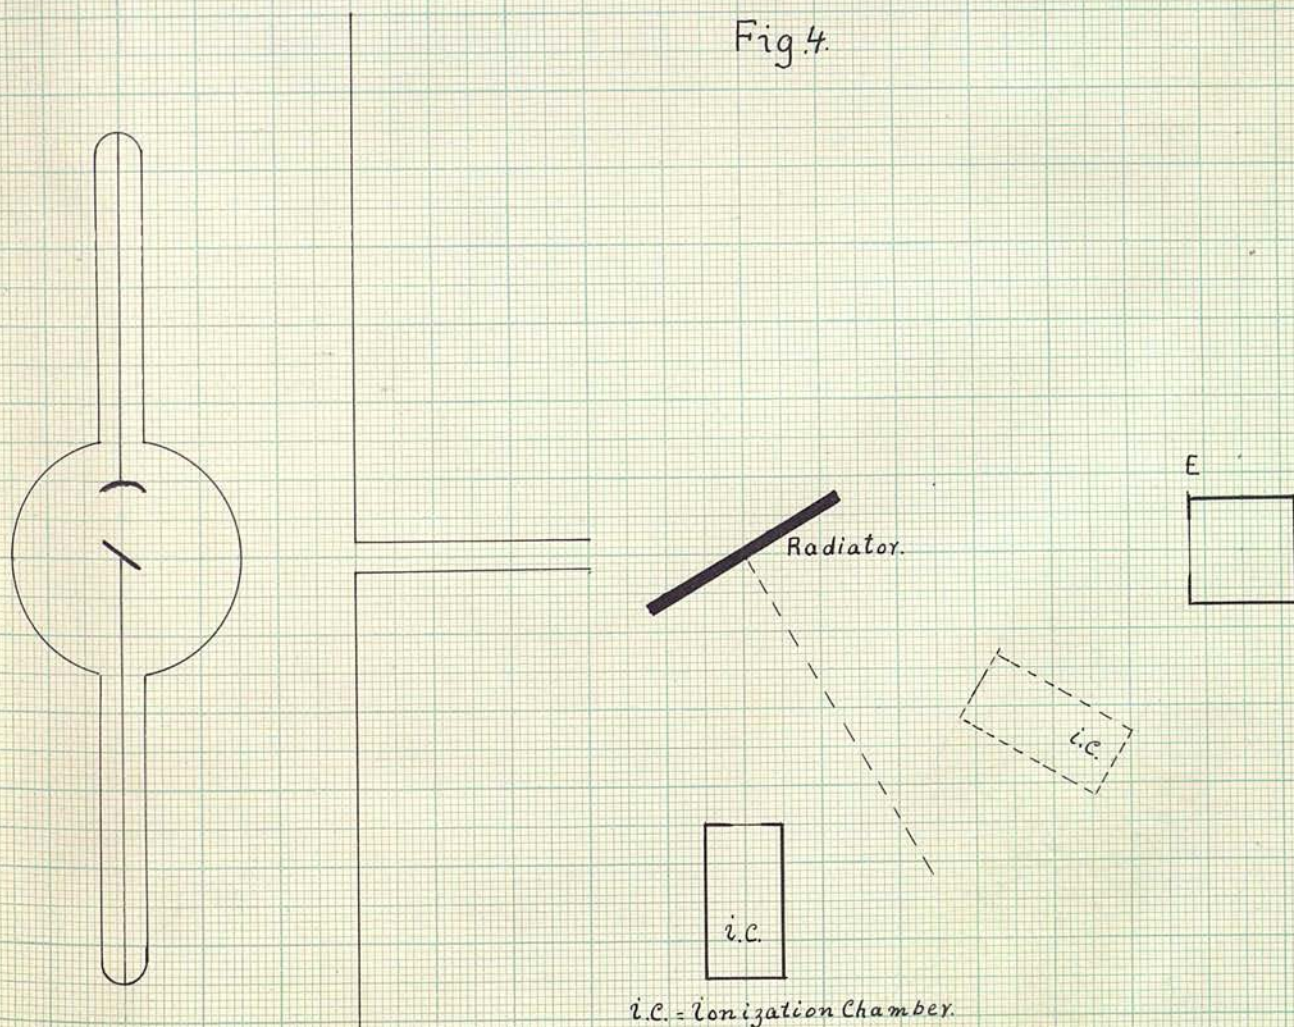 Fig.4.
E
Radiator.
i.c.
i.c.
i.c. = ionization Chamber.